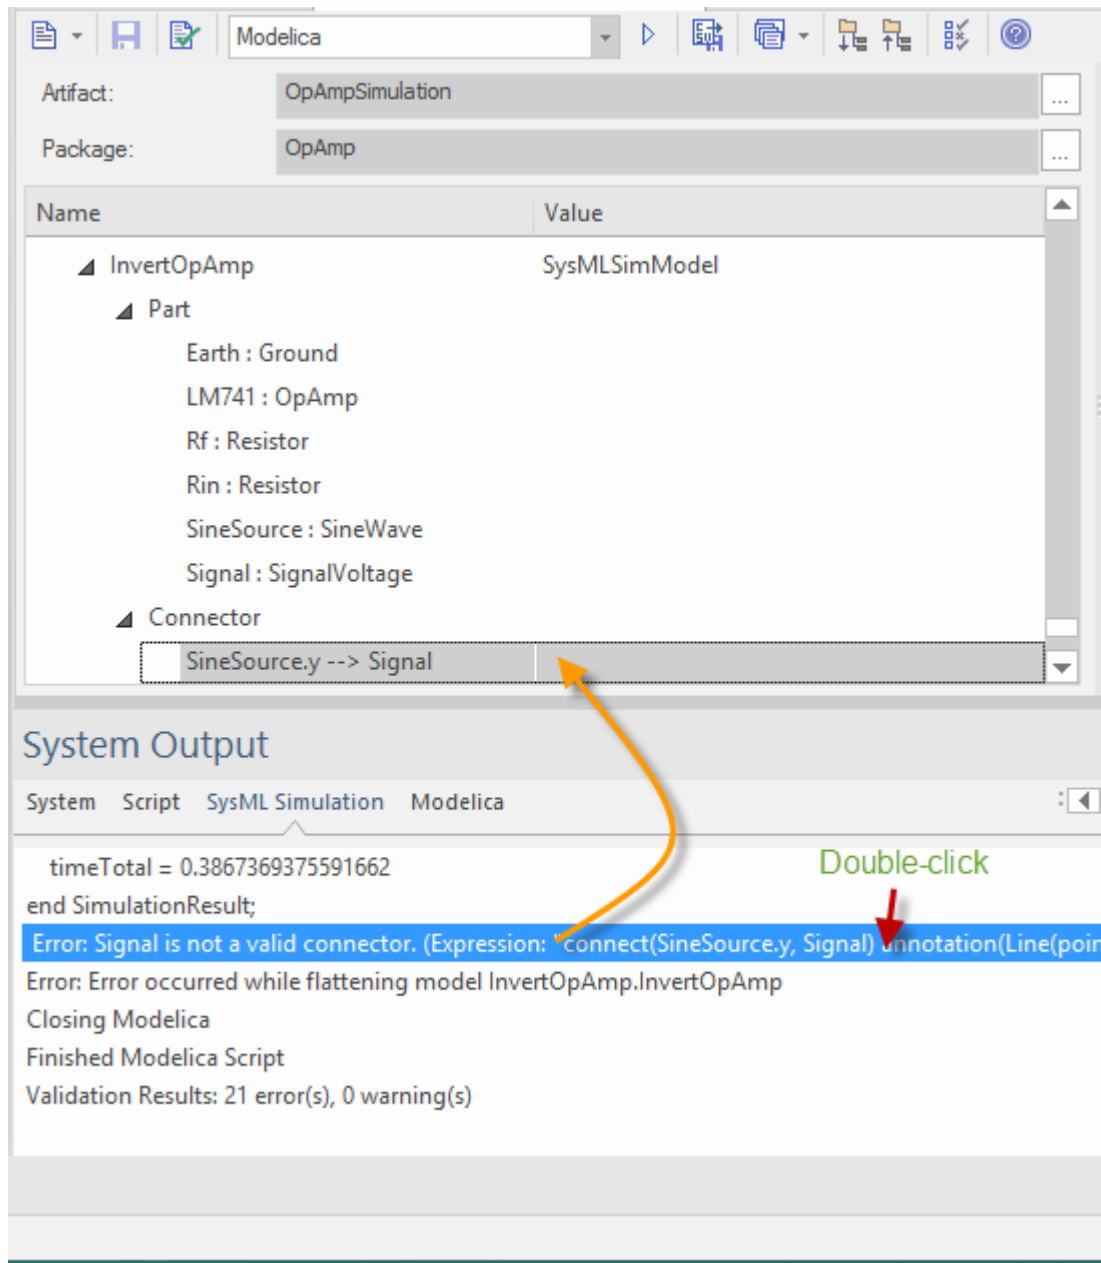 Modelica
Artifact: OpAmpSimulation ...
Package: OpAmp ...
Name Value
InvertOpAmp SysMLSimModel
Part
Earth : Ground
LM741 : OpAmp
Rf : Resistor
Rin : Resistor
SineSource : SineWave
Signal : SignalVoltage
Connector
SineSource.y --> Signal
System Output
System Script SysML Simulation Modelica
timeTotal = 0.3867369375591662
Double-click
end SimulationResult;
Error: Signal is not a valid connector. (Expression: "connect(SineSource.y, Signal) annotation(Line(poin
Error: Error occurred while flattening model InvertOpAmp.InvertOpAmp
Closing Modelica
Finished Modelica Script
Validation Results: 21 error(s), 0 warning(s)